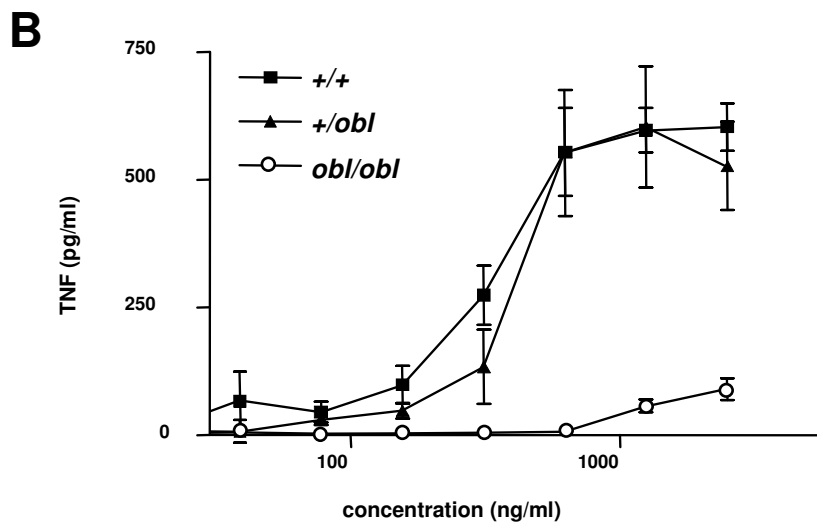 B
750
+/+
+/obl
obl/obl
500
TNF (pg/ml)
250
0
100
1000
concentration (ng/ml)